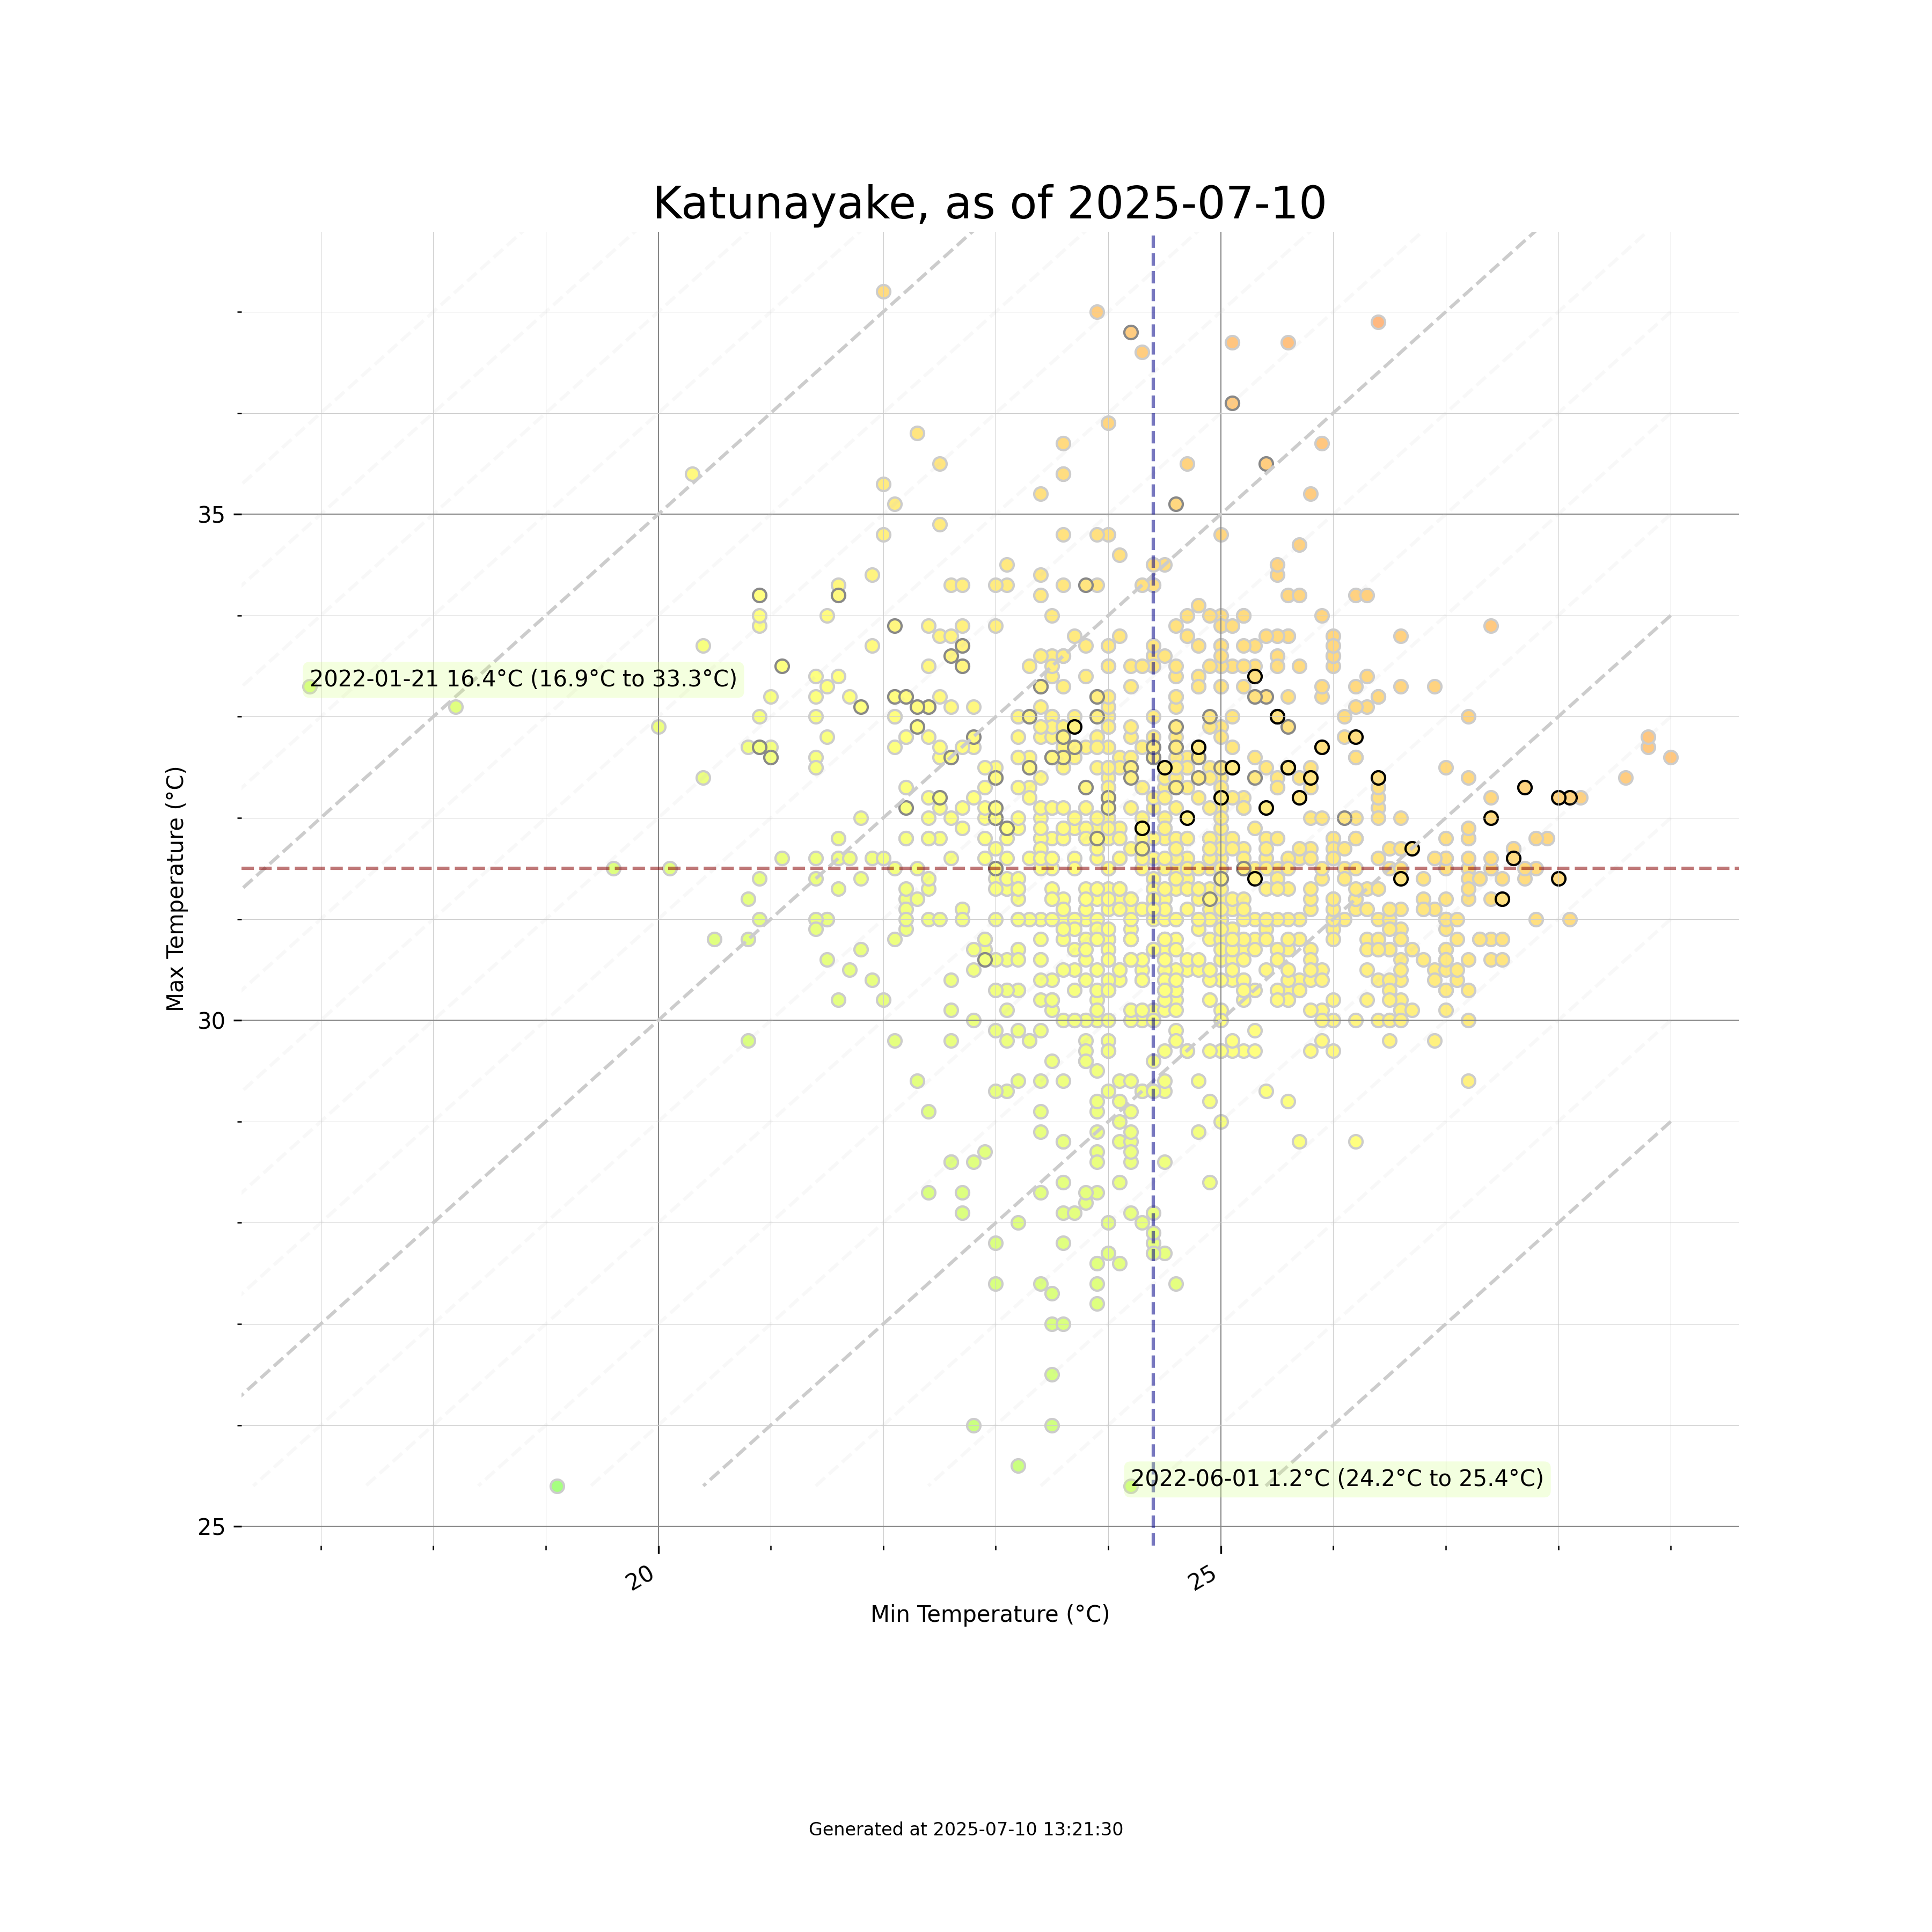 Katunayake, as of 2025-07-10
35
2022-01-21 16.4°C (16.9°C to 33.3°C)
Max Temperature (°C)
30
2022-06-01 1.2°C (24.2°C to 25.4°C)
25
20
25
Min Temperature (°C)
Generated at 2025-07-10 13:21:30